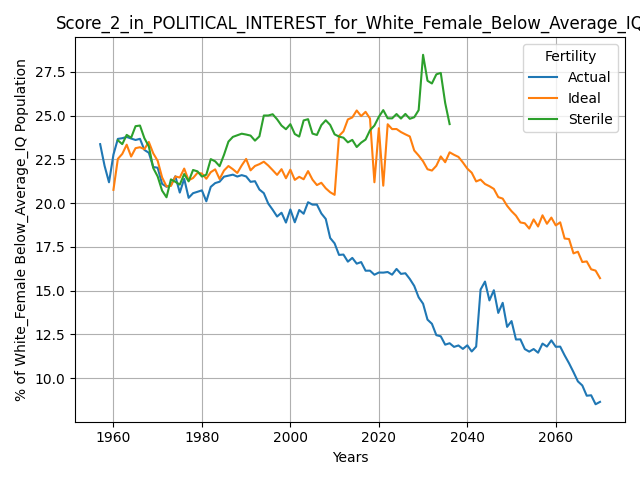 Score_2_in_POLITICAL_INTEREST_for_White_Female_Below_Average_IQ
Fertility
Actual
Ideal
Sterile
% of White_Female Below_Average_IQ Population
27.5
25.0
22.5
20.0
17.5
15.0
12.5
10.0
1960 1980 2000 2020 2040 2060
Years